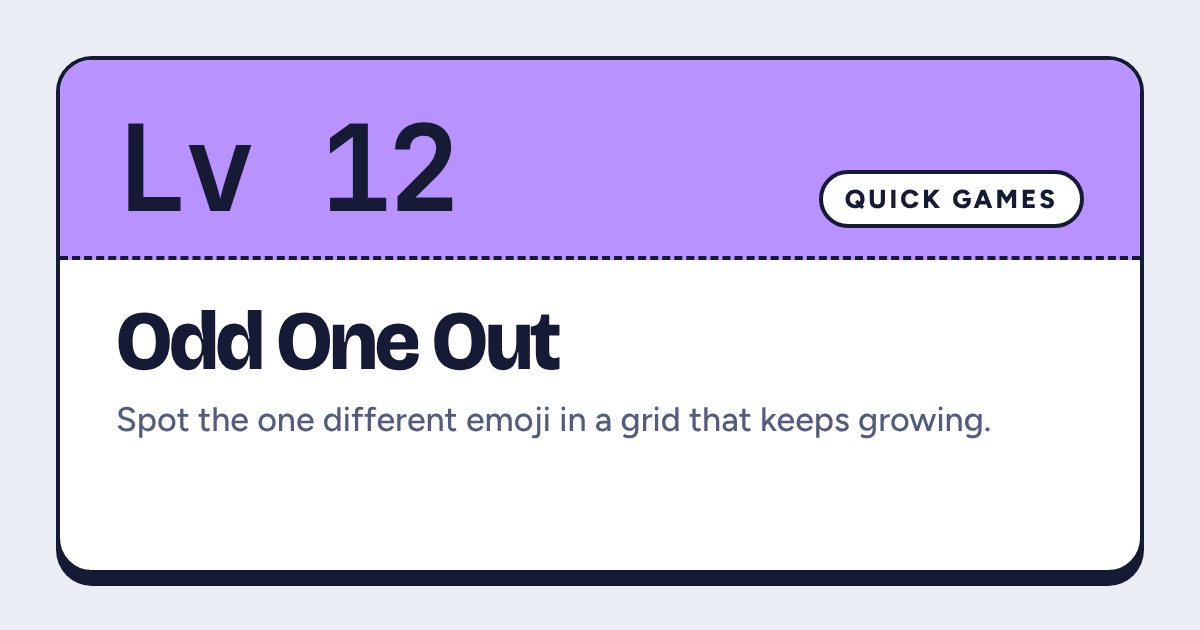 Lv 12
QUICK GAMES
Odd One Out
Spot the one different emoji in a grid that keeps growing.